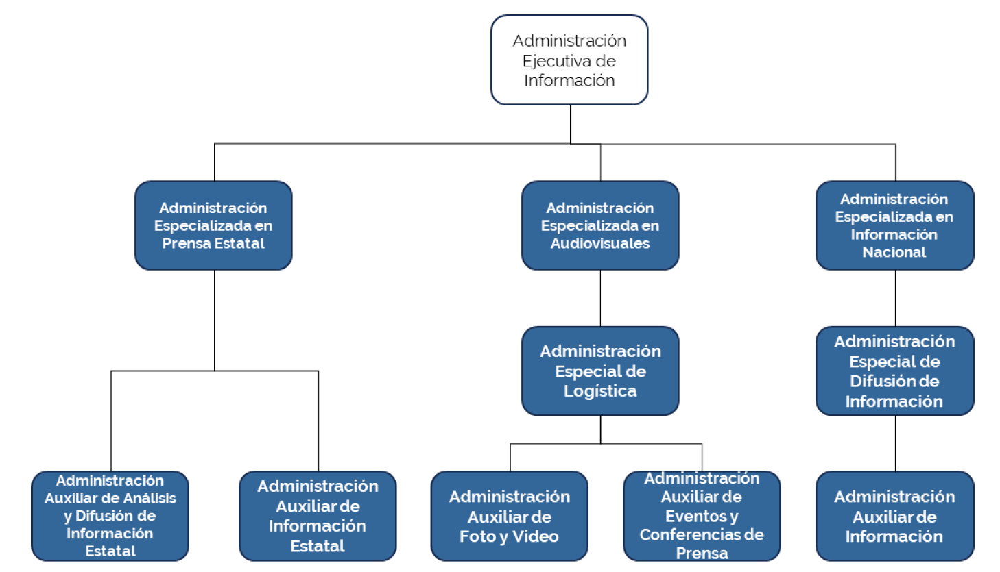 Administración
Ejecutiva de
Información
Administración
Especializada en
Prensa Estatal
Administración
Especializada en
Audiovisuales
Administración
Especializada en
Información
Nacional
Administración
Especial de
Logística
Administración
Especial de
Difusión de
Información
Administración
Auxiliar de Análisis
y Difusión de
Información
Estatal
Administración
Auxiliar de
Información
Estatal
Administración
Auxiliar de
Foto y Video
Administración
Auxiliar de
Eventos y
Conferencias de
Prensa
Administración
Auxiliar de
Información